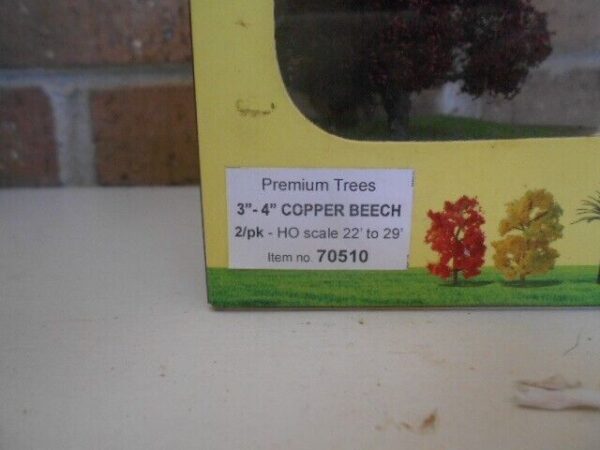 Premium Trees
3”- 4” COPPER BEECH
2/pk - HO scale 22' to 29'
Item no. 70510